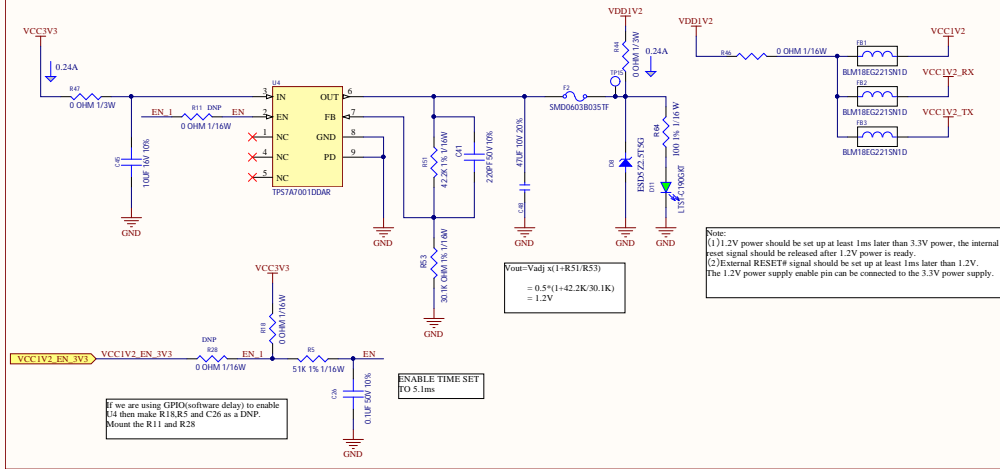 VCC3V3
0.24A
R47
0 OHM 1/3W
EN_1
R11
DNP
EN
0 OHM 1/16W
C45
10UF 16V 10%
GND
U4
3
IN
2
EN
1
NC
4
NC
5
NC
OUT
6
FB
7
GND
8
PD
9
TPS7A7001DDAR
GND
R51
42.2K 1% 1/16W
C41
220PF 50V 10%
R53
30.1K OHM 1% 1/16W
GND
47UF 10V 20%
C48
GND
F2
SMD0603B035TF
TP15
VDD1V2
R44
0 OHM 1/3W
0.24A
D8
ESD5Z2.5T5G
GND
R64
100 1% 1/16W
D11
LTST-C190GKT
GND
VDD1V2
R46
0 OHM 1/16W
FB1
BLM18EG221SN1D
VCC1V2
FB2
BLM18EG221SN1D
VCC1V2_RX
FB3
BLM18EG221SN1D
VCC1V2_TX
Note:
(1)1.2V power should be set up at least 1ms later than 3.3V power, the internal
reset signal should be released after 1.2V power is ready.
(2)External RESET# signal should be set up at least 1ms later than 1.2V.
The 1.2V power supply enable pin can be connected to the 3.3V power supply.
Vout=Vadj x(1+R51/R53)
= 0.5*(1+42.2K/30.1K)
= 1.2V
VCC3V3
R18
0 OHM 1/16W
VCC1V2_EN_3V3
VCC1V2_EN_3V3
DNP
R28
0 OHM 1/16W
EN_1
R5
51K 1% 1/16W
EN
C26
0.1UF 50V 10%
GND
ENABLE TIME SET
TO 5.1ms
If we are using GPIO(software delay) to enable
U4 then make R18,R5 and C26 as a DNP.
Mount the R11 and R28